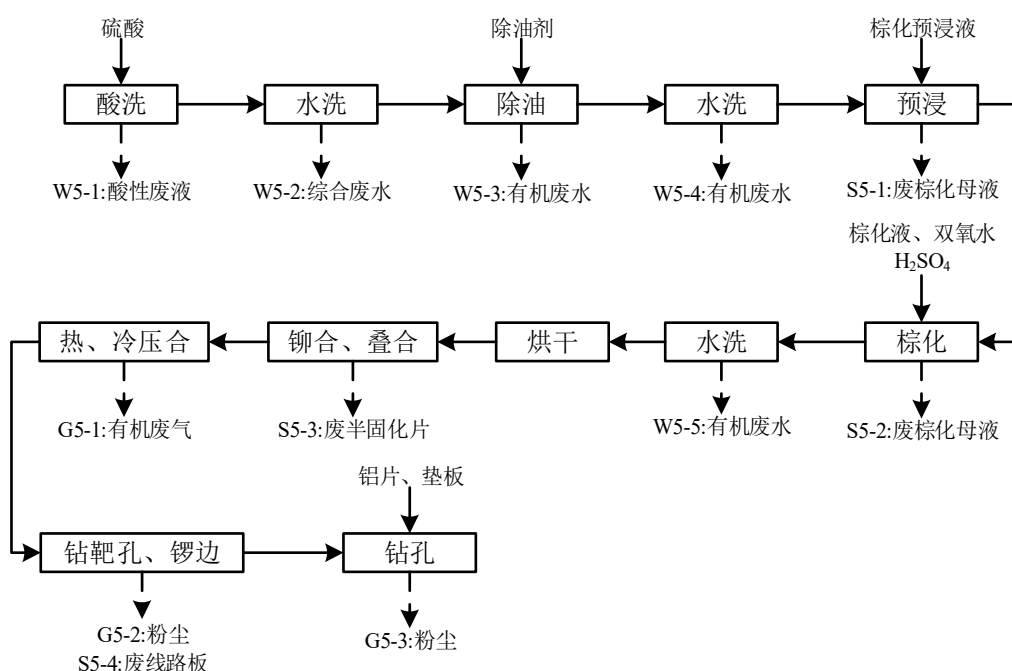 硫酸
除油剂
棕化预浸液
酸洗
水洗
除油
水洗
预浸
W5-1:酸性废液
W5-2:综合废水
W5-3:有机废水
W5-4:有机废水
S5-1:废棕化母液
棕化液、双氧水
H₂SO₄
热、冷压合
铆合、叠合
烘干
水洗
棕化
G5-1:有机废气
S5-3:废半固化片
W5-5:有机废水
S5-2:废棕化母液
铝片、垫板
钻靶孔、锣边
钻孔
G5-2:粉尘
S5-4:废线路板
G5-3:粉尘